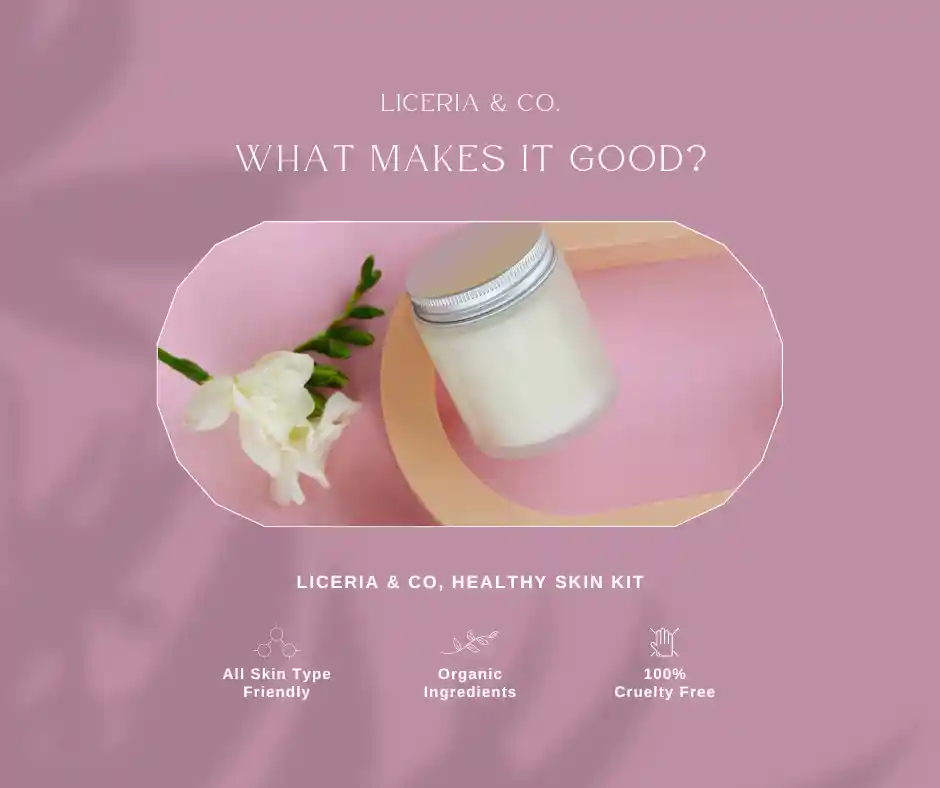 LICERIA & CO.
WHAT MAKES IT GOOD?
LICERIA & CO, HEALTHY SKIN KIT
All Skin Type
Friendly
Organic
Ingredients
100%
Cruelty Free